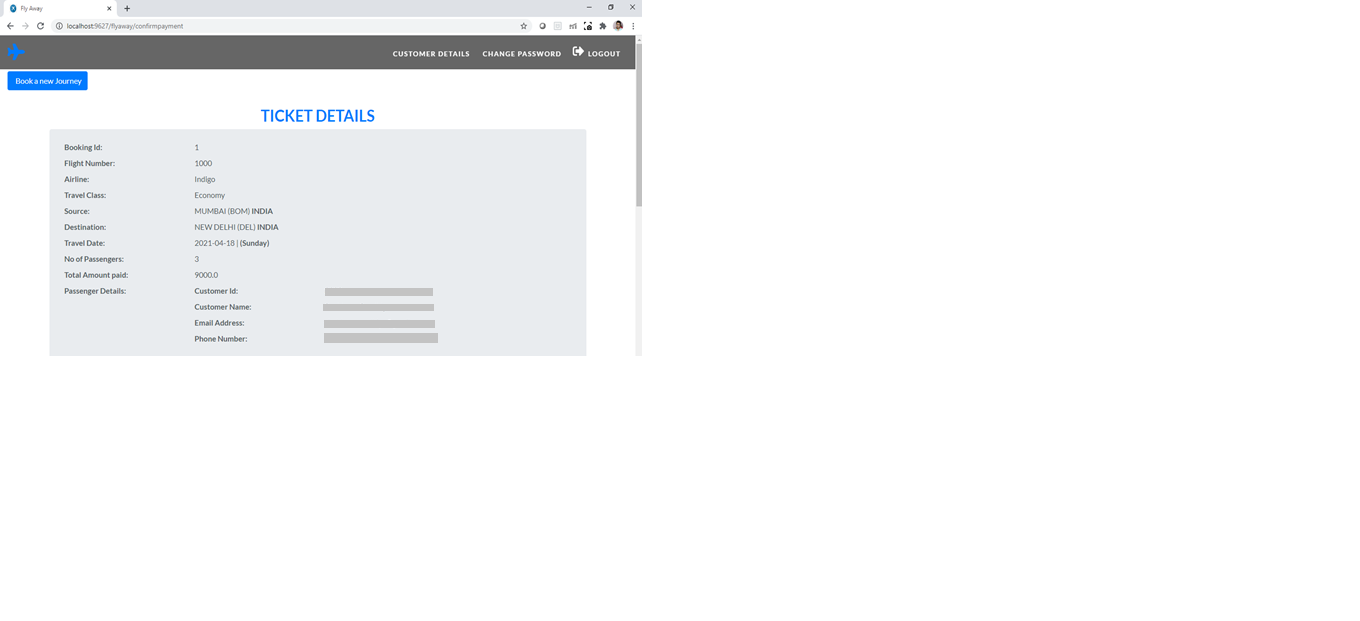 Fly Away
localhost:9627/flyaway/confirmpayment
CUSTOMER DETAILS CHANGE PASSWORD LOGOUT
Book a new Journey
TICKET DETAILS
Booking Id: 1
Flight Number: 1000
Airline: Indigo
Travel Class: Economy
Source: MUMBAI (BOM) INDIA
Destination: NEW DELHI (DEL) INDIA
Travel Date: 2021-04-18 | (Sunday)
No of Passengers: 3
Total Amount paid: 9000.0
Passenger Details: Customer Id:
Customer Name:
Email Address:
Phone Number: